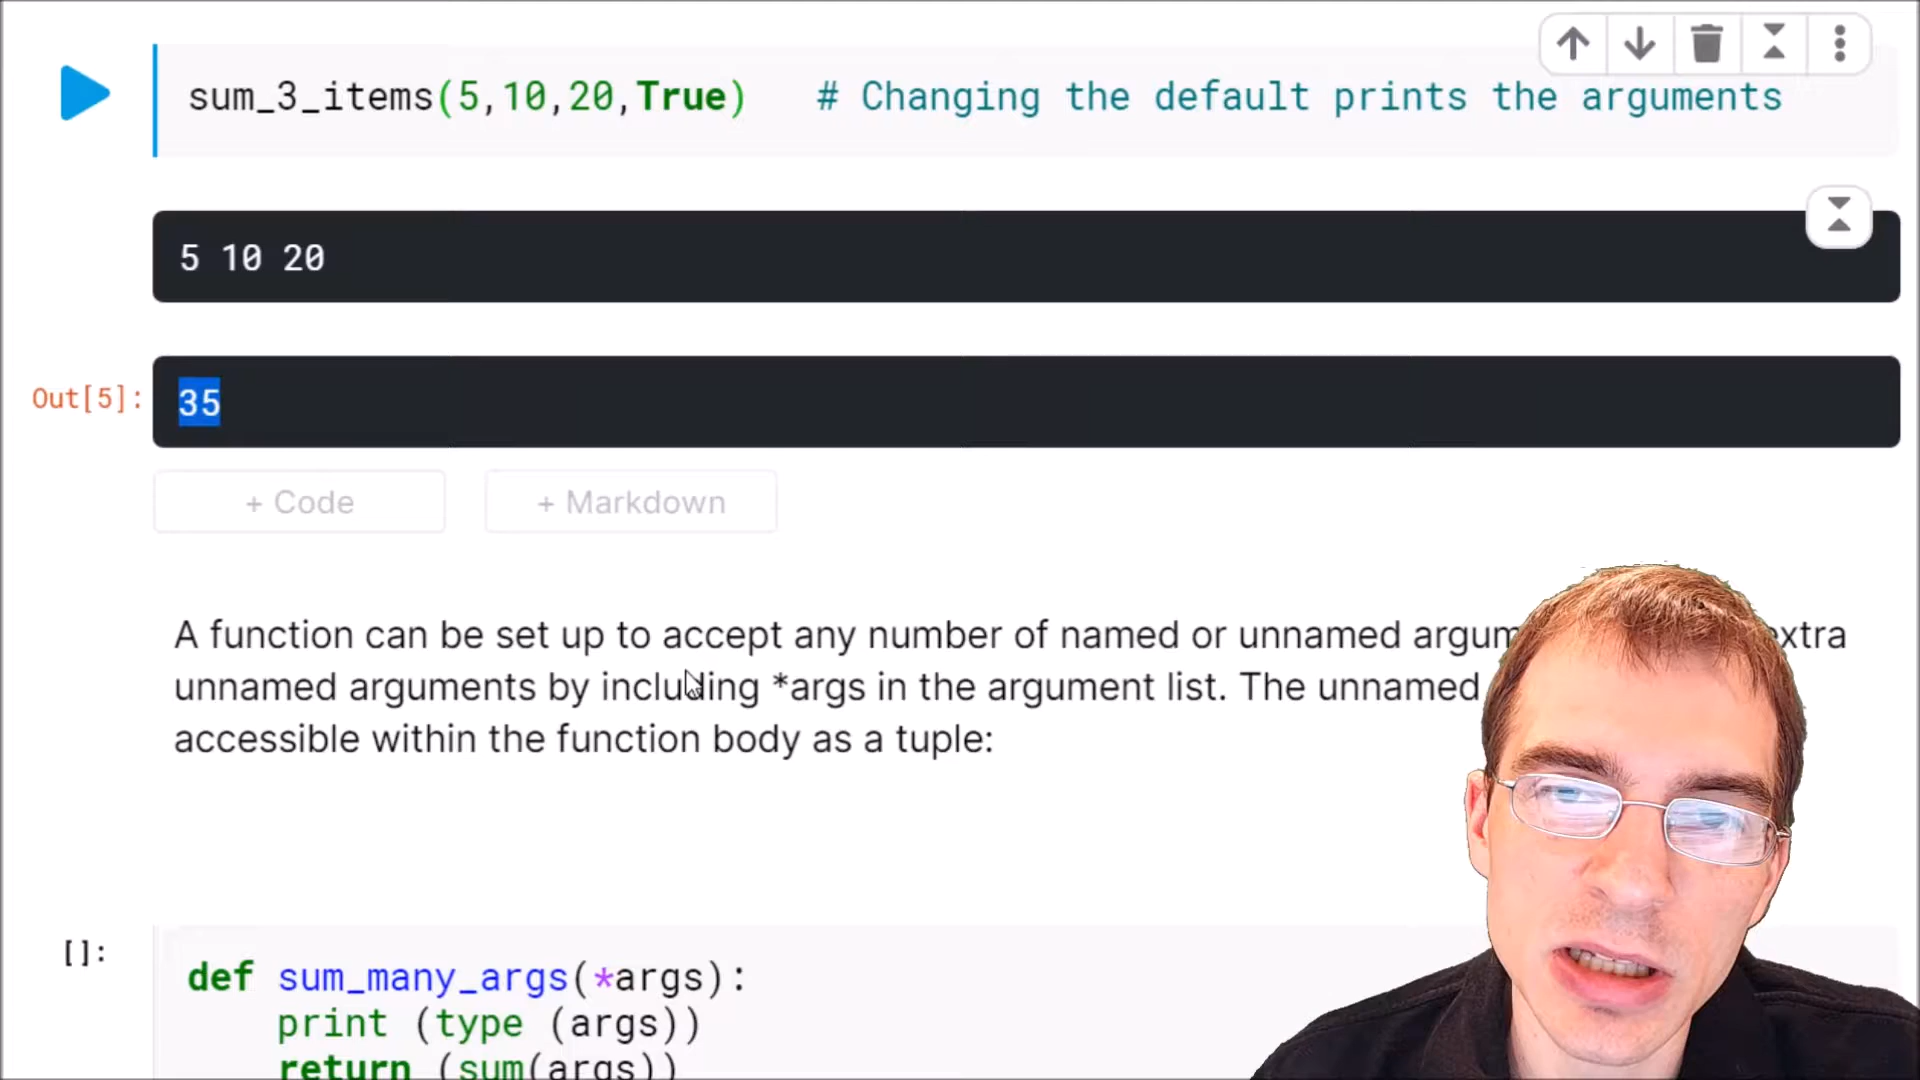 sum_3_items(5,10,20,True)   # Changing the default prints the arguments
5 10 20
Out[5]:
35
+ Code
+ Markdown
A function can be set up to accept any number of named or unnamed extra
unnamed arguments by including *args in the argument list. The unnamed
accessible within the function body as a tuple:
[]:
def sum_many_args(*args):
    print (type (args))
    return (sum(args))